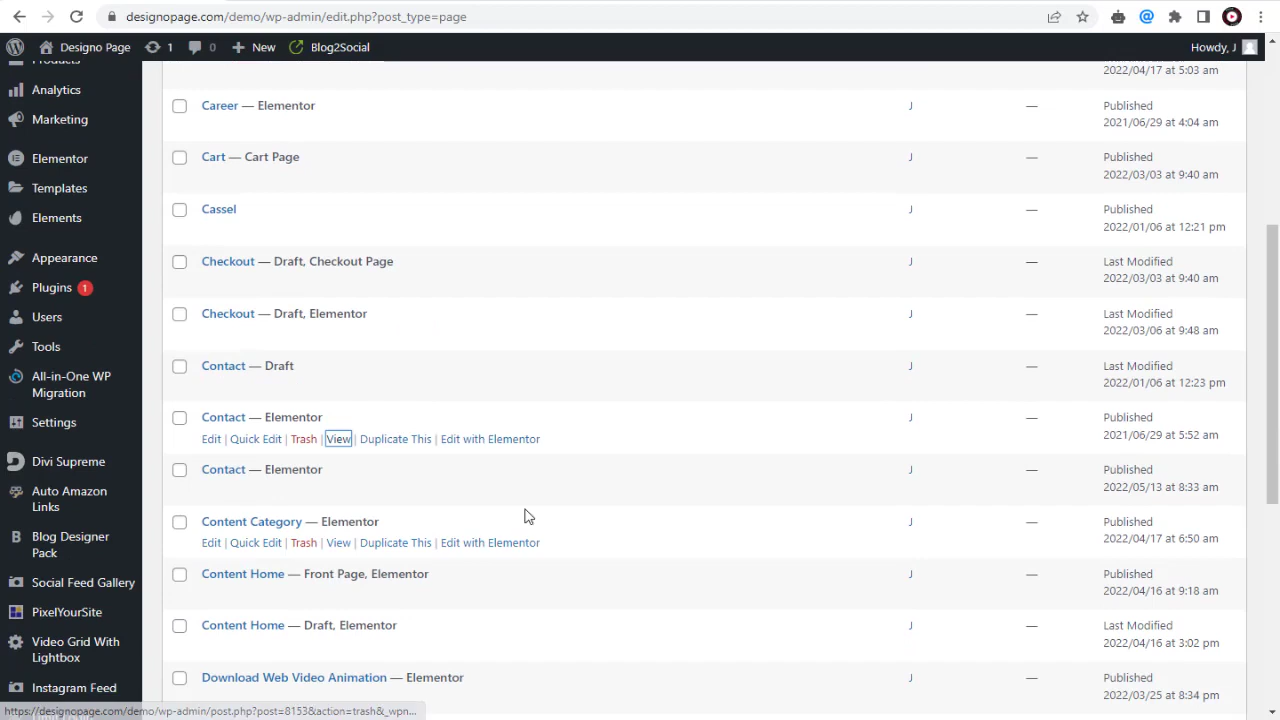 designopage.com/demo/wp-admin/edit.php?post_type=page
Designo Page 1 0 New Blog2Social Howdy, J
Products
Analytics
Marketing
Elementor
Templates
Elements
Appearance
Plugins 1
Users
Tools
All-in-One WP
Migration
Settings
Divi Supreme
Auto Amazon
Links
Blog Designer
Pack
Social Feed Gallery
PixelYourSite
Video Grid With
Lightbox
Instagram Feed
2022/04/17 at 5:03 am
Career — Elementor J — Published
2021/06/29 at 4:04 am
Cart — Cart Page J — Published
2022/03/03 at 9:40 am
Cassel J — Published
2022/01/06 at 12:21 pm
Checkout — Draft, Checkout Page J — Last Modified
2022/03/03 at 9:40 am
Checkout — Draft, Elementor J — Last Modified
2022/03/06 at 9:48 am
Contact — Draft J — Last Modified
2022/01/06 at 12:23 pm
Contact — Elementor J — Published
Edit | Quick Edit | Trash | View | Duplicate This | Edit with Elementor 2021/06/29 at 5:52 am
Contact — Elementor J — Published
2022/05/13 at 8:33 am
Content Category — Elementor J — Published
Edit | Quick Edit | Trash | View | Duplicate This | Edit with Elementor 2022/04/17 at 6:50 am
Content Home — Front Page, Elementor J — Published
2022/04/16 at 9:18 am
Content Home — Draft, Elementor J — Last Modified
2022/04/16 at 3:02 pm
Download Web Video Animation — Elementor J — Published
2022/03/25 at 8:34 pm
https://designopage.com/demo/wp-admin/post.php?post=8153&action=trash&_wpn...